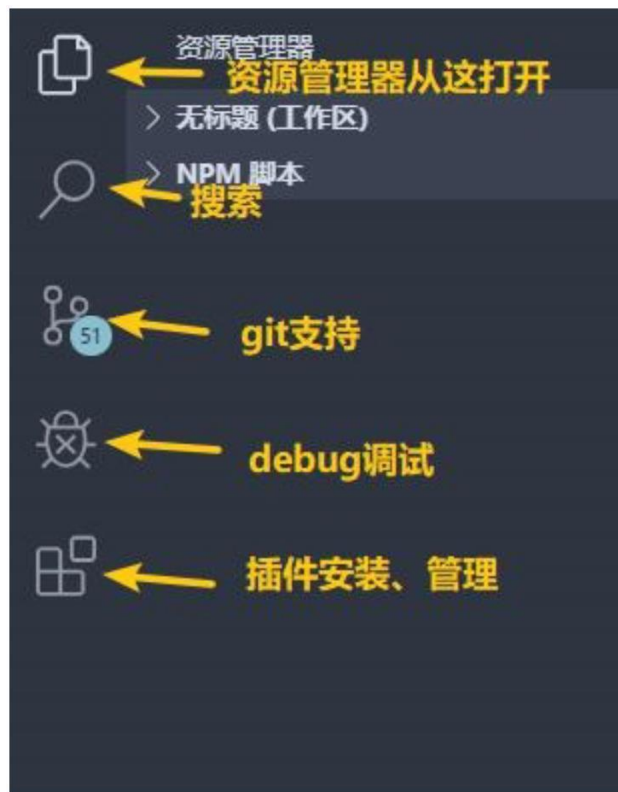 资源管理器
资源管理器从这打开
无标题 (工作区)
NPM 脚本
搜索
51
git支持
debug调试
插件安装、管理